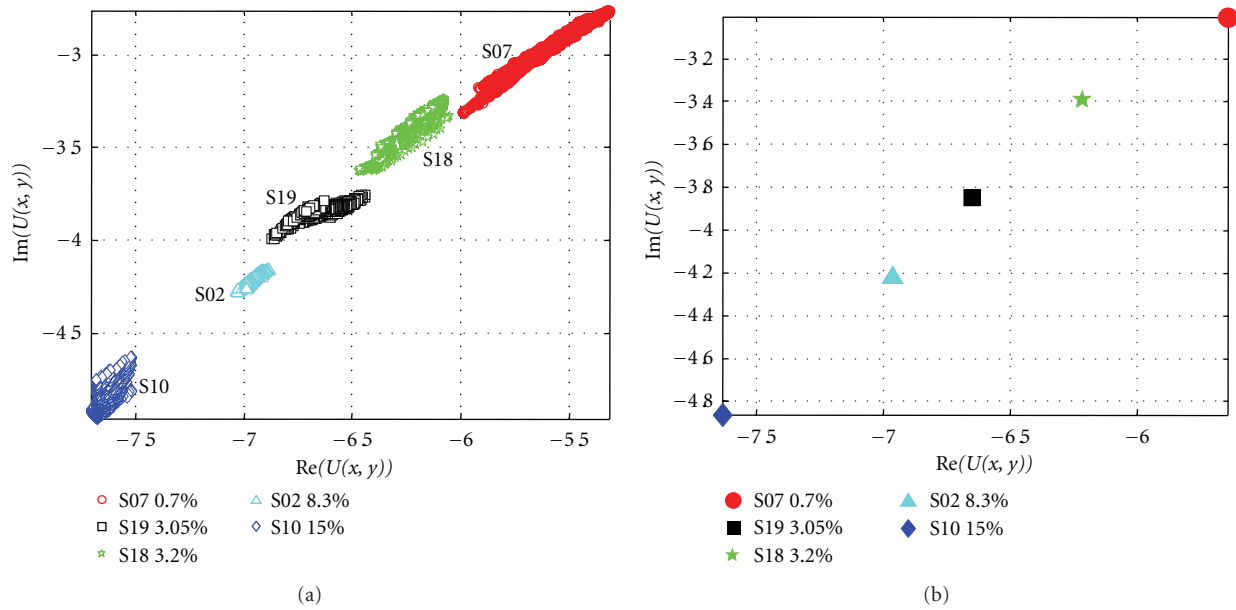 −3
−3 5
−4
−4 5
Im(U(x, y))
S07
S18
S19
S02
S10
−7 5
−7
−6 5
−6
−5 5
Re(U(x, y))
S07 0.7%
S19 3.05%
S18 3.2%
S02 8.3%
S10 15%
(a)
−3 2
−3 4
−3 6
−3 8
−4
−4 2
−4 4
−4 6
−4 8
Im(U(x, y))
−7 5
−7
−6 5
−6
Re(U(x, y))
S07 0.7%
S19 3.05%
S18 3.2%
S02 8.3%
S10 15%
(b)